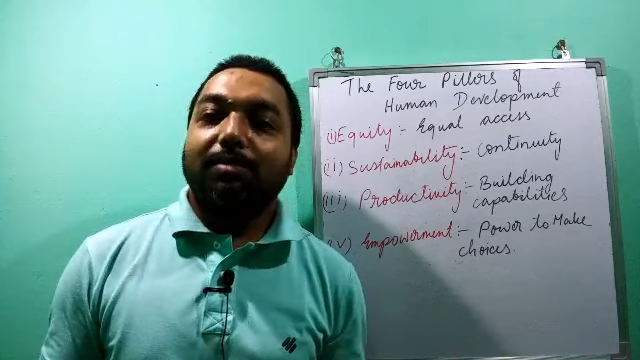 The Four Pillors of
Human Development
(i) Equity :- Equal access
(ii) Sustainability :- Continuity
(iii) Productivity :- Building
capabilities
(iv) Empowerment :- Power to Make
choices.